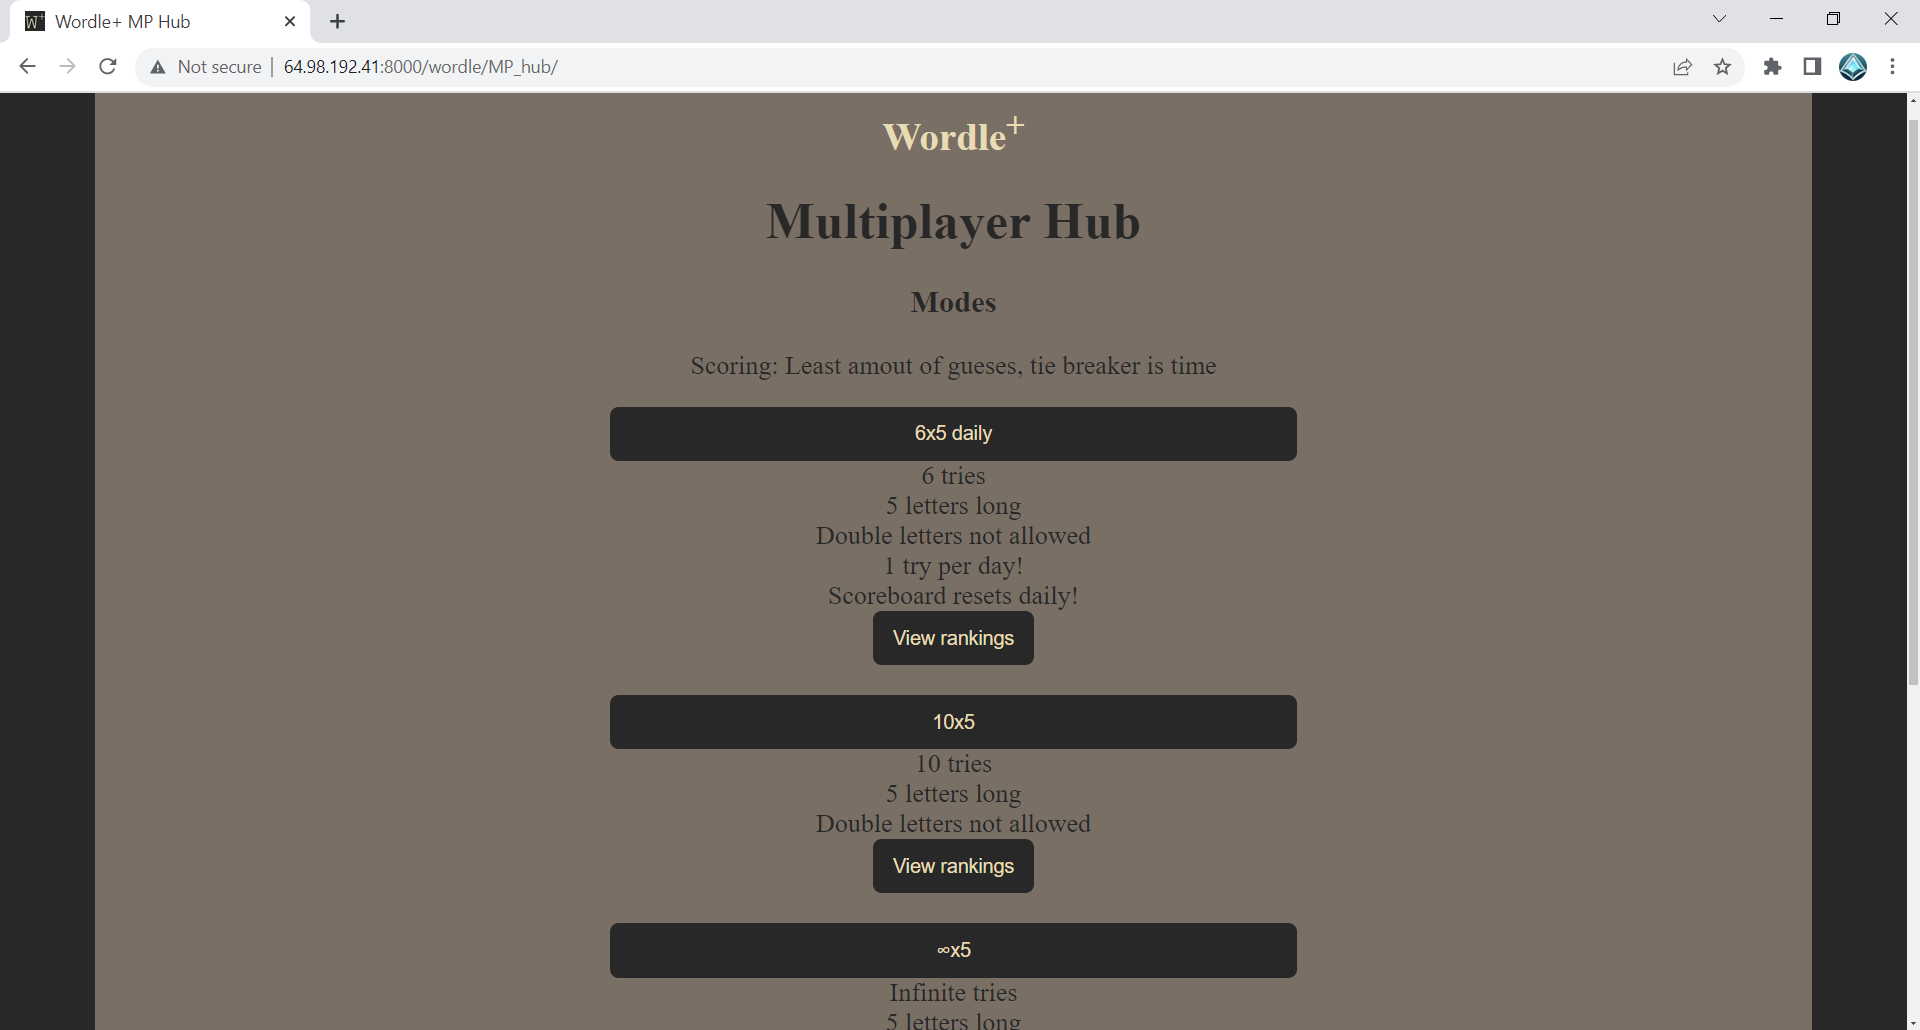 Wordle+ MP Hub
Not secure | 64.98.192.41:8000/wordle/MP_hub/
Wordle+
Multiplayer Hub
Modes
Scoring: Least amout of gueses, tie breaker is time
6x5 daily
6 tries
5 letters long
Double letters not allowed
1 try per day!
Scoreboard resets daily!
View rankings
10x5
10 tries
5 letters long
Double letters not allowed
View rankings
∞x5
Infinite tries
5 letters long